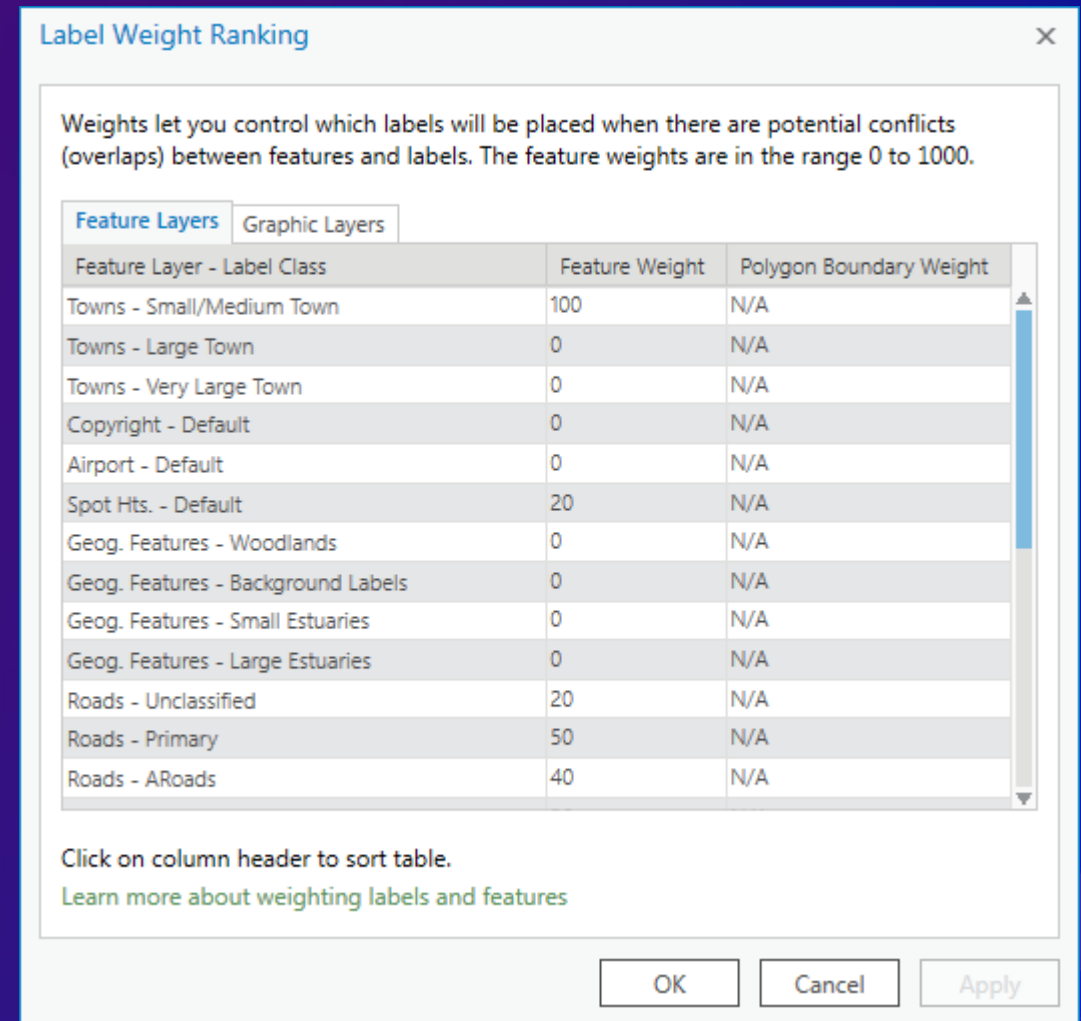 Label Weight Ranking
Weights let you control which labels will be placed when there are potential conflicts
(overlaps) between features and labels. The feature weights are in the range 0 to 1000.
Feature Layers Graphic Layers
Feature Layer - Label Class Feature Weight Polygon Boundary Weight
Towns - Small/Medium Town 100 N/A
Towns - Large Town 0 N/A
Towns - Very Large Town 0 N/A
Copyright - Default 0 N/A
Airport - Default 0 N/A
Spot Hts. - Default 20 N/A
Geog. Features - Woodlands 0 N/A
Geog. Features - Background Labels 0 N/A
Geog. Features - Small Estuaries 0 N/A
Geog. Features - Large Estuaries 0 N/A
Roads - Unclassified 20 N/A
Roads - Primary 50 N/A
Roads - ARoads 40 N/A
Click on column header to sort table.
Learn more about weighting labels and features
OK Cancel Apply